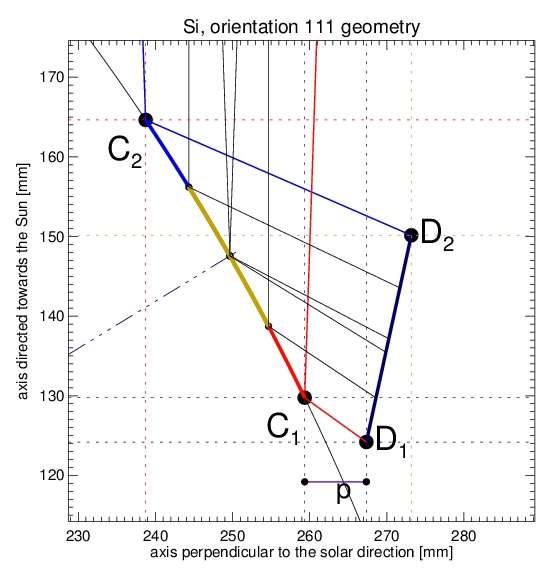 Si, orientation 111 geometry
axis directed towards the Sun [mm]
170
160
150
140
130
120
C2
D2
C1
D1
p
230 240 250 260 270 280
axis perpendicular to the solar direction [mm]